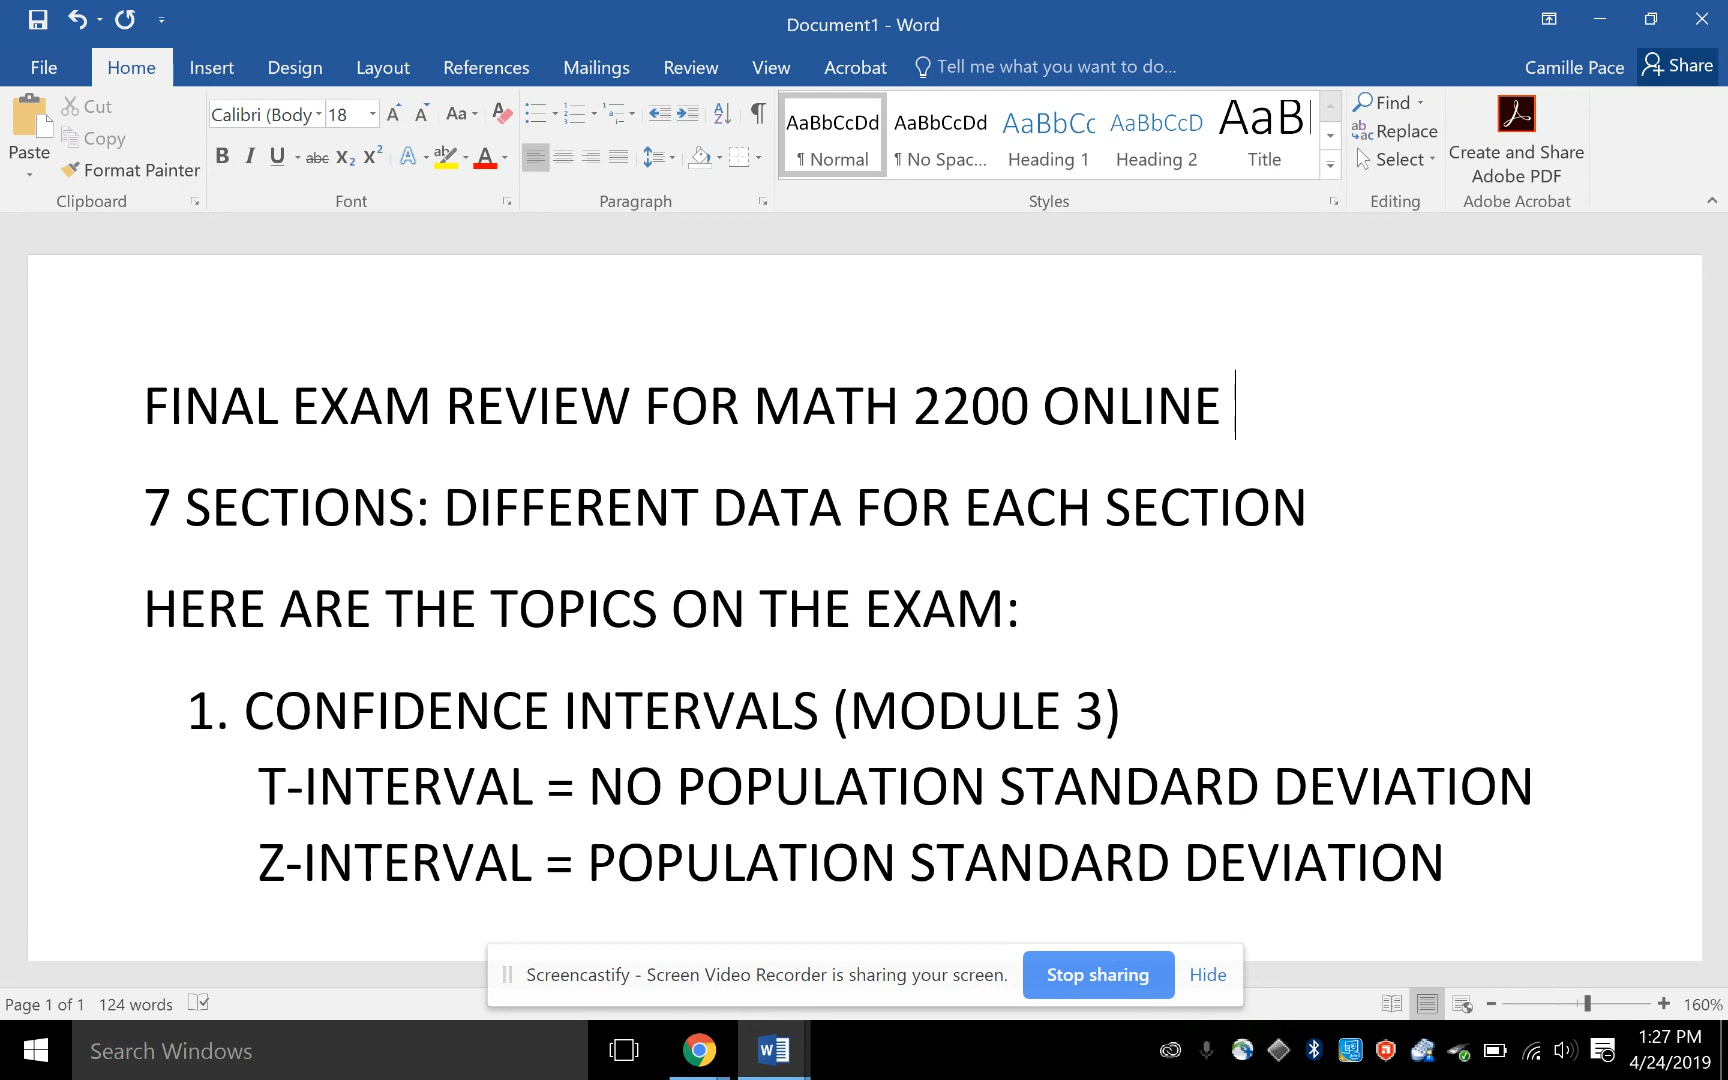 Document1 - Word
File Home Insert Design Layout References Mailings Review View Acrobat Tell me what you want to do... Camille Pace Share
Paste
Cut
Copy
Format Painter
Clipboard
Calibri (Body 18 Aa
B I U abc X2 X2 A ab A
Font
Paragraph
AaBbCcDd AaBbCcDd AaBbCc AaBbCcD AaB
¶ Normal ¶ No Spac... Heading 1 Heading 2 Title
Styles
Find
Replace
Select
Editing
Create and Share
Adobe PDF
Adobe Acrobat
FINAL EXAM REVIEW FOR MATH 2200 ONLINE
7 SECTIONS: DIFFERENT DATA FOR EACH SECTION
HERE ARE THE TOPICS ON THE EXAM:
1. CONFIDENCE INTERVALS (MODULE 3)
T-INTERVAL = NO POPULATION STANDARD DEVIATION
Z-INTERVAL = POPULATION STANDARD DEVIATION
Screencastify - Screen Video Recorder is sharing your screen. Stop sharing Hide
Page 1 of 1 124 words 160%
Search Windows
1:27 PM
4/24/2019